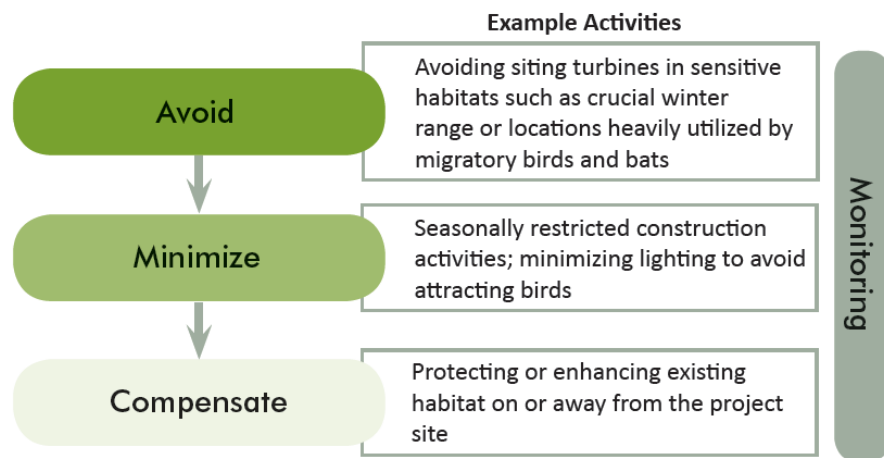 Example Activities
Avoid
Avoiding siting turbines in sensitive
habitats such as crucial winter
range or locations heavily utilized by
migratory birds and bats
Minimize
Seasonally restricted construction
activities; minimizing lighting to avoid
attracting birds
Compensate
Protecting or enhancing existing
habitat on or away from the project
site
Monitoring